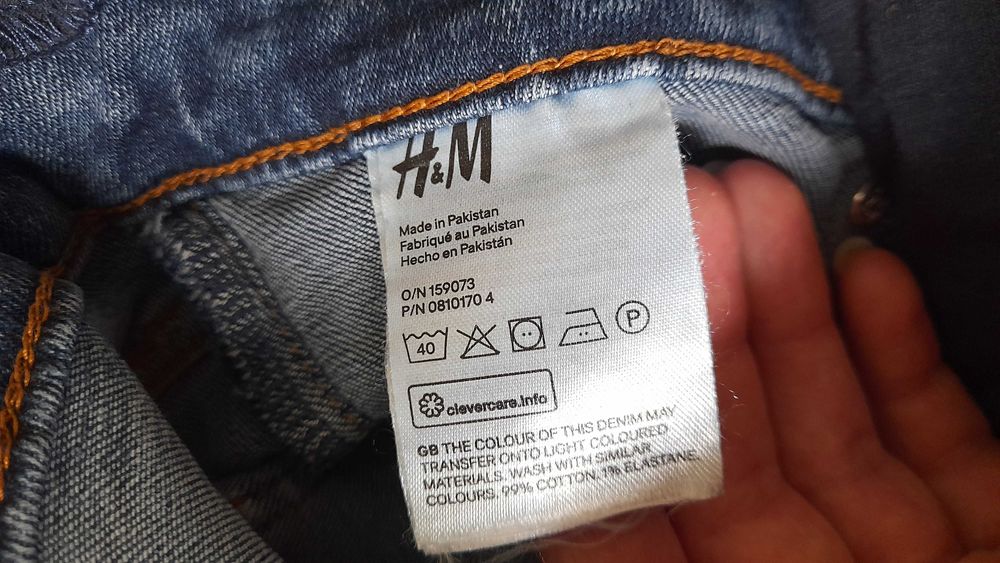 H&M
Made in Pakistan
Fabriqué au Pakistan
Hecho en Pakistán
O/N 159073
P/N 0810170 4
40
P
clevercare.info
GB THE COLOUR OF THIS DENIM MAY
TRANSFER ONTO LIGHT COLOURED
MATERIALS. WASH WITH SIMILAR
COLOURS. 99% COTTON. 1% ELASTANE.